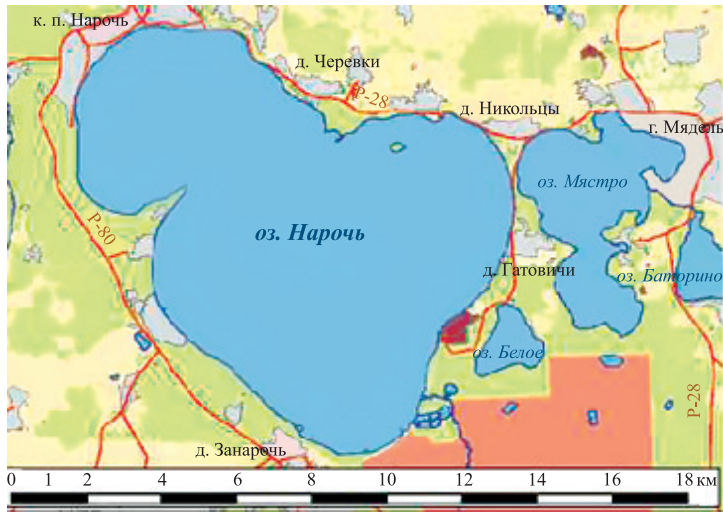 к. п. Нарочь
д. Черевки
Р-28
д. Никольцы
г. Мядель
оз. Мястро
Р-80
оз. Нарочь
д. Гатовичи
оз. Баторино
оз. Белое
Р-28
д. Занарочь
0 1 2 4 6 8 10 12 14 16 18 км